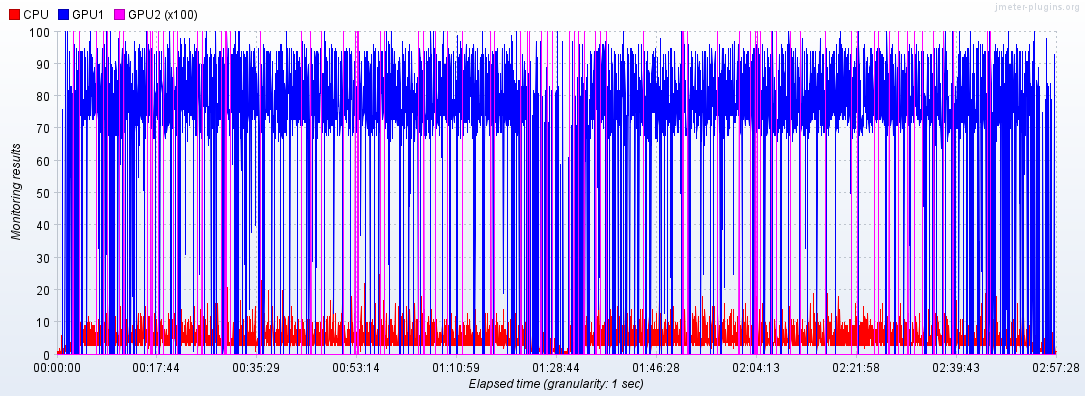 CPU GPU1 GPU2 (x100)
jmeter-plugins.org
100
90
80
70
60
50
40
30
20
10
0
Monitoring results
00:00:00 00:17:44 00:35:29 00:53:14 01:10:59 01:28:44 01:46:28 02:04:13 02:21:58 02:39:43 02:57:28
Elapsed time (granularity: 1 sec)